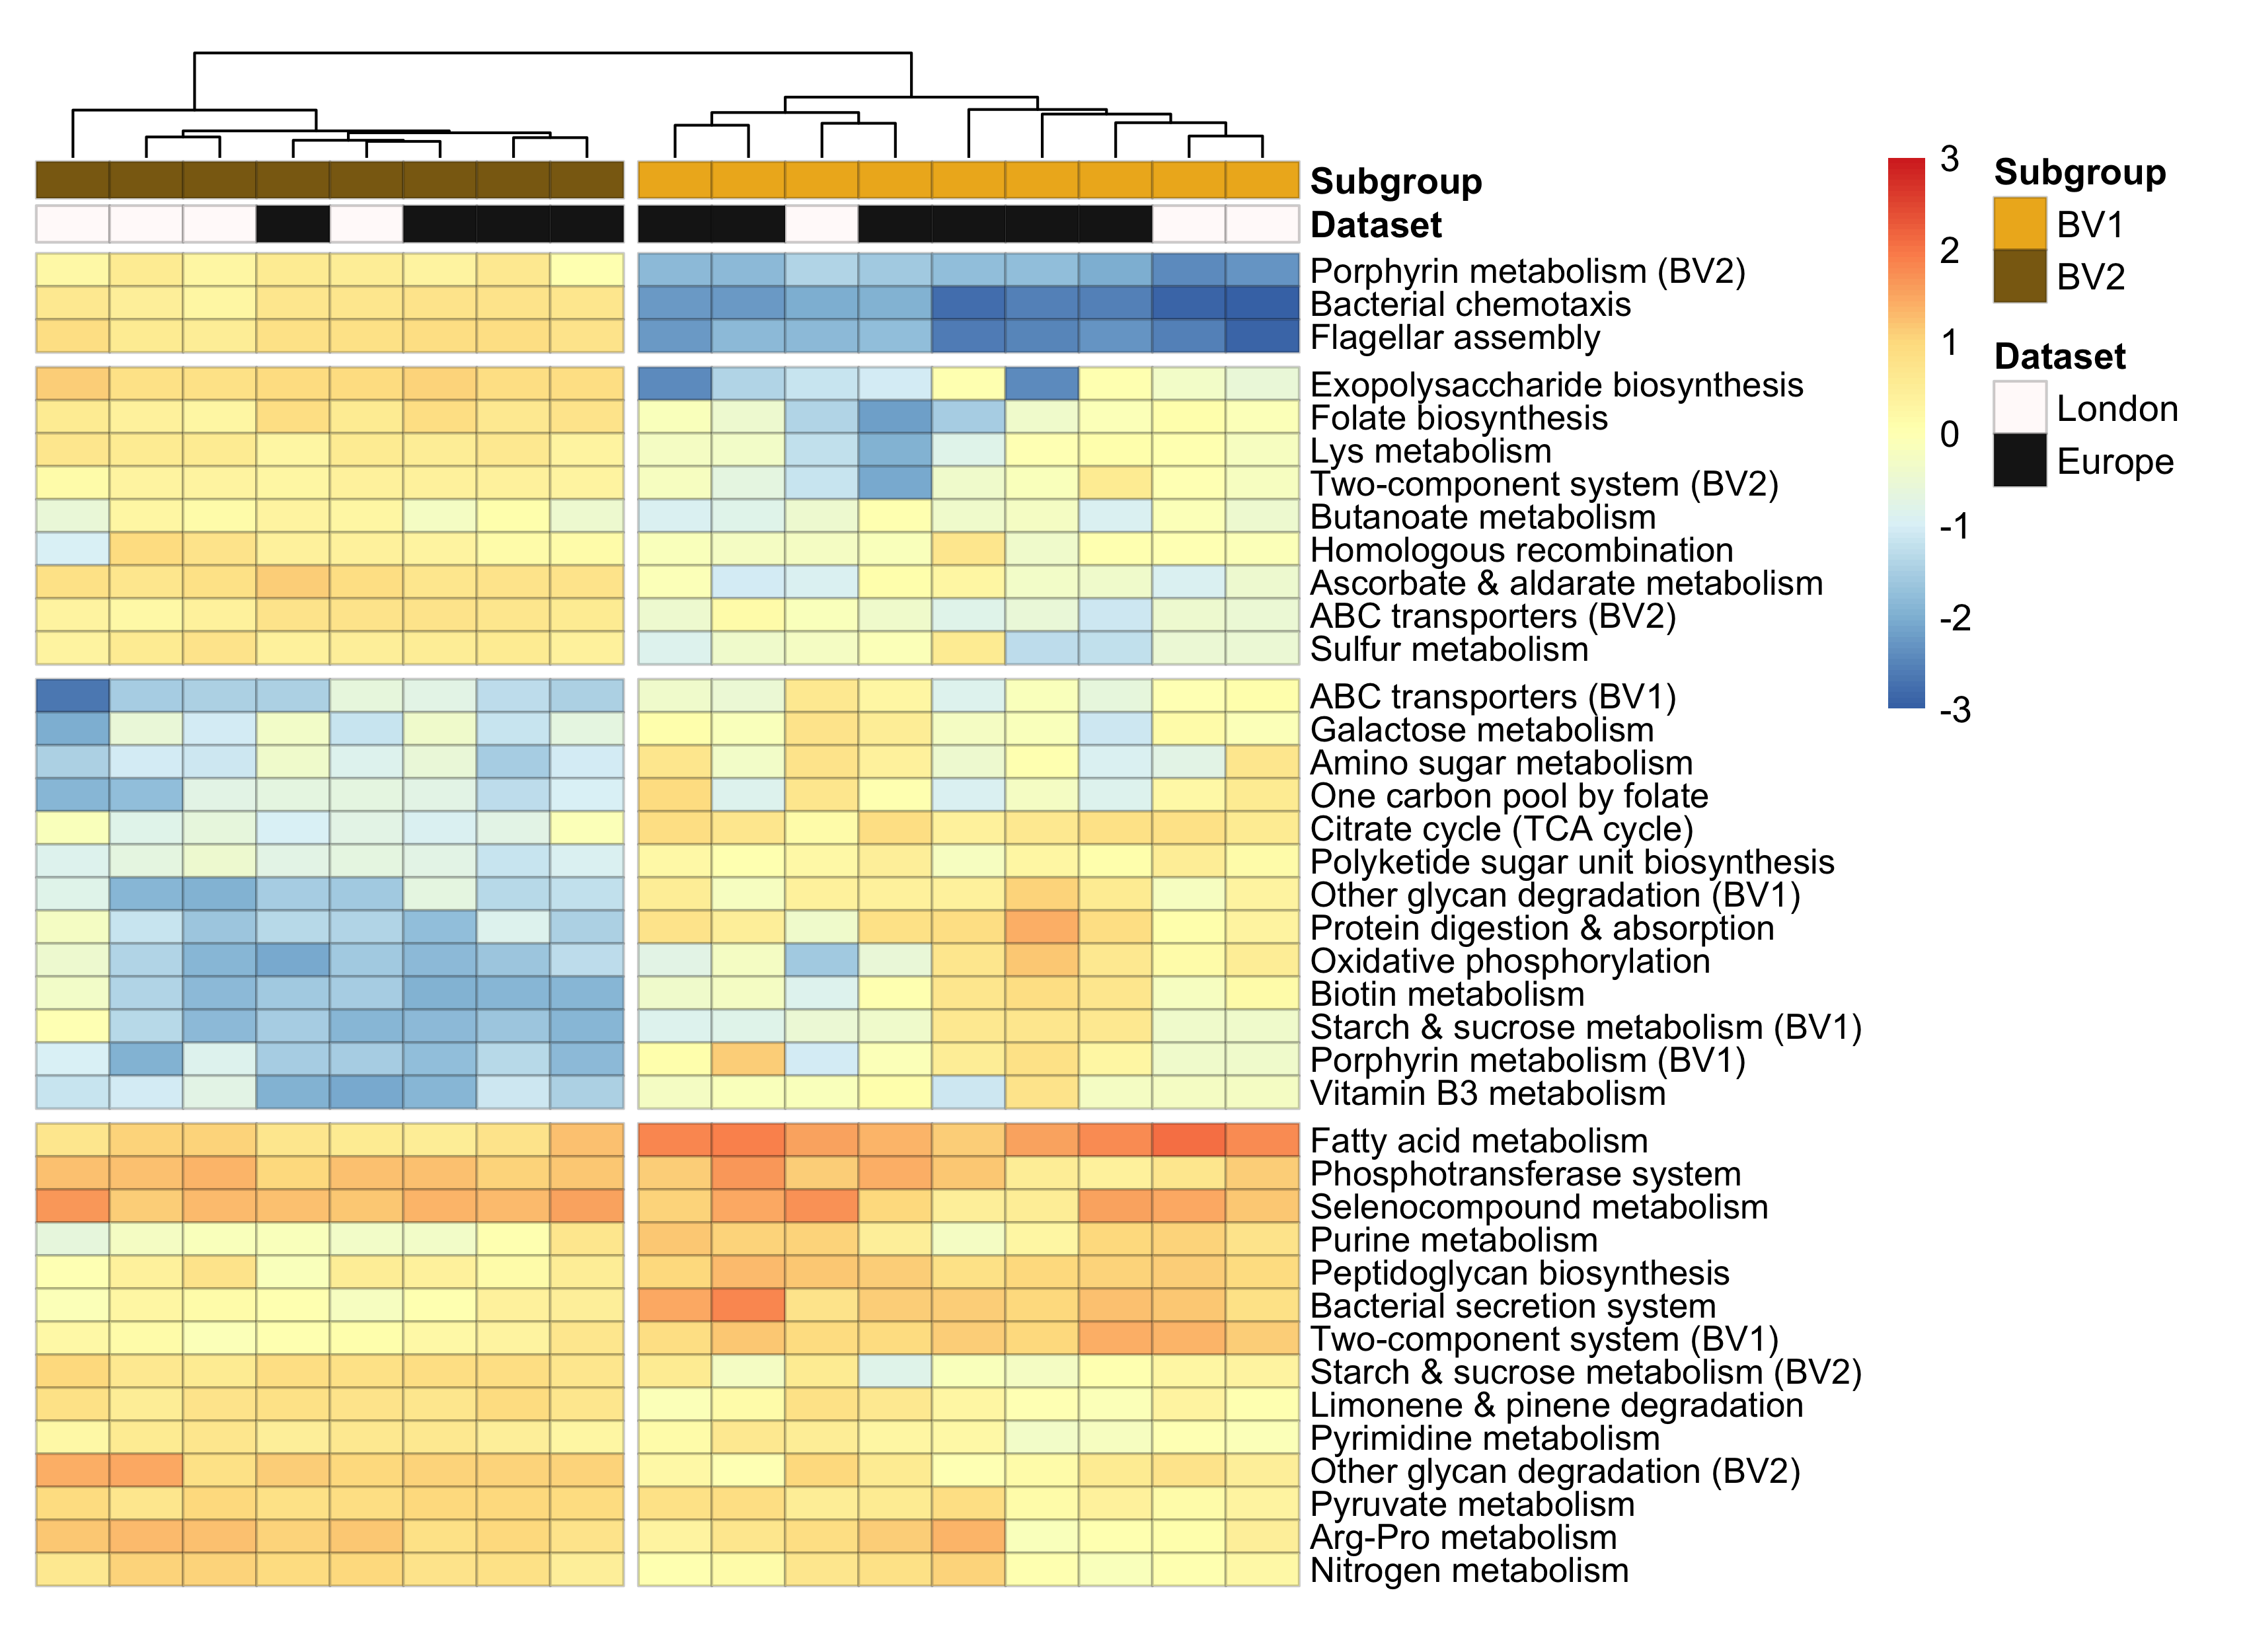 Subgroup
Dataset
Porphyrin metabolism (BV2)
Bacterial chemotaxis
Flagellar assembly
Exopolysaccharide biosynthesis
Folate biosynthesis
Lys metabolism
Two-component system (BV2)
Butanoate metabolism
Homologous recombination
Ascorbate & aldarate metabolism
ABC transporters (BV2)
Sulfur metabolism
ABC transporters (BV1)
Galactose metabolism
Amino sugar metabolism
One carbon pool by folate
Citrate cycle (TCA cycle)
Polyketide sugar unit biosynthesis
Other glycan degradation (BV1)
Protein digestion & absorption
Oxidative phosphorylation
Biotin metabolism
Starch & sucrose metabolism (BV1)
Porphyrin metabolism (BV1)
Vitamin B3 metabolism
Fatty acid metabolism
Phosphotransferase system
Selenocompound metabolism
Purine metabolism
Peptidoglycan biosynthesis
Bacterial secretion system
Two-component system (BV1)
Starch & sucrose metabolism (BV2)
Limonene & pinene degradation
Pyrimidine metabolism
Other glycan degradation (BV2)
Pyruvate metabolism
Arg-Pro metabolism
Nitrogen metabolism
3
2
1
0
-1
-2
-3
Subgroup
BV1
BV2
Dataset
London
Europe